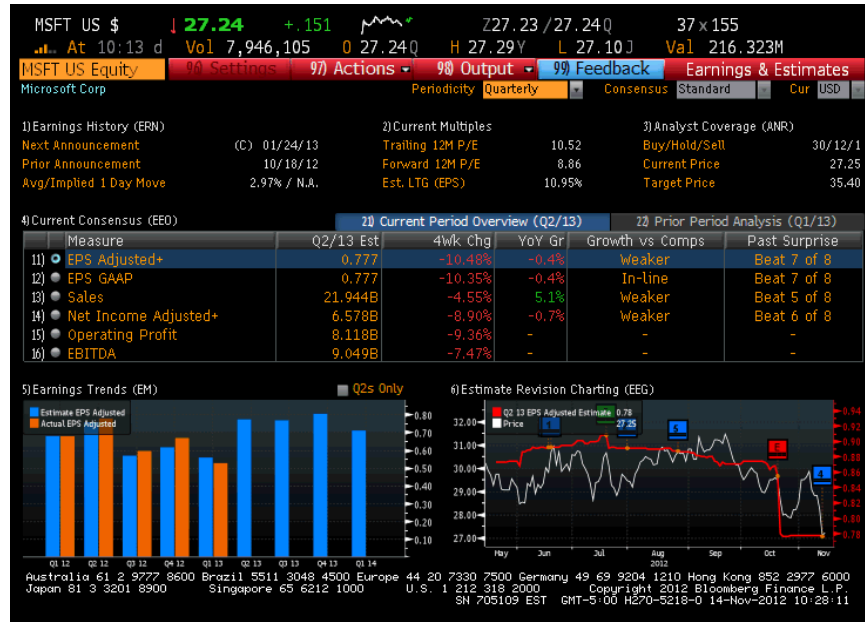 MSFT US $ 27.24 +.151 Z27.23 / 27.24Q 37 x 155
At 10:13 d Vol 7,946,105 O 27.24Q H 27.29Y L 27.10J Val 216.323M
MSFT US Equity 96) Settings 97) Actions 98) Output 99) Feedback Earnings & Estimates
Microsoft Corp Periodicity Quarterly Consensus Standard Cur USD
1) Earnings History (ERN) 2) Current Multiples 3) Analyst Coverage (ANR)
Next Announcement (C) 01/24/13 Trailing 12M P/E 10.52 Buy/Hold/Sell 30/12/1
Prior Announcement 10/18/12 Forward 12M P/E 8.86 Current Price 27.25
Avg/Implied 1 Day Move 2.97% / N.A. Est. LTG (EPS) 10.95% Target Price 35.40
4) Current Consensus (EEO) 21) Current Period Overview (Q2/13) 22) Prior Period Analysis (Q1/13)
Measure Q2/13 Est 4Wk Chg YoY Gr Growth vs Comps Past Surprise
11) EPS Adjusted+ 0.777 -10.48% -0.4% Weaker Beat 7 of 8
12) EPS GAAP 0.777 -10.35% -0.4% In-line Beat 7 of 8
13) Sales 21.944B -4.55% 5.1% Weaker Beat 5 of 8
14) Net Income Adjusted+ 6.578B -8.90% -0.7% Weaker Beat 6 of 8
15) Operating Profit 8.118B -9.36% - - -
16) EBITDA 9.049B -7.47% - - -
5) Earnings Trends (EM) Q2s Only 6) Estimate Revision Charting (EEG)
Estimate EPS Adjusted
Actual EPS Adjusted
0.80
0.70
0.60
0.50
0.40
0.30
0.20
0.10
Q1 12 Q2 12 Q3 12 Q4 12 Q1 13 Q2 13 Q3 13 Q4 13 Q1 14
Q2 13 EPS Adjusted Estimate 0.78
Price 27.25
32.00
31.00
30.00
29.00
28.00
27.00
0.94
0.92
0.90
0.88
0.86
0.84
0.82
0.80
0.78
May Jun Jul Aug Sep Oct Nov
2012
Australia 61 2 9777 8600 Brazil 5511 3048 4500 Europe 44 20 7330 7500 Germany 49 69 9204 1210 Hong Kong 852 2977 6000
Japan 81 3 3201 8900 Singapore 65 6212 1000 U.S. 1 212 318 2000 Copyright 2012 Bloomberg Finance L.P.
SN 705109 EST GMT-5:00 H270-5218-0 14-Nov-2012 10:28:11